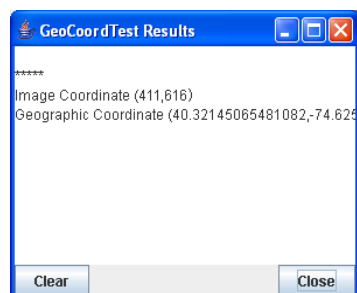 GeoCoordTest Results
*****
Image Coordinate (411,616)
Geographic Coordinate (40.32145065481082,-74.625
Clear
Close